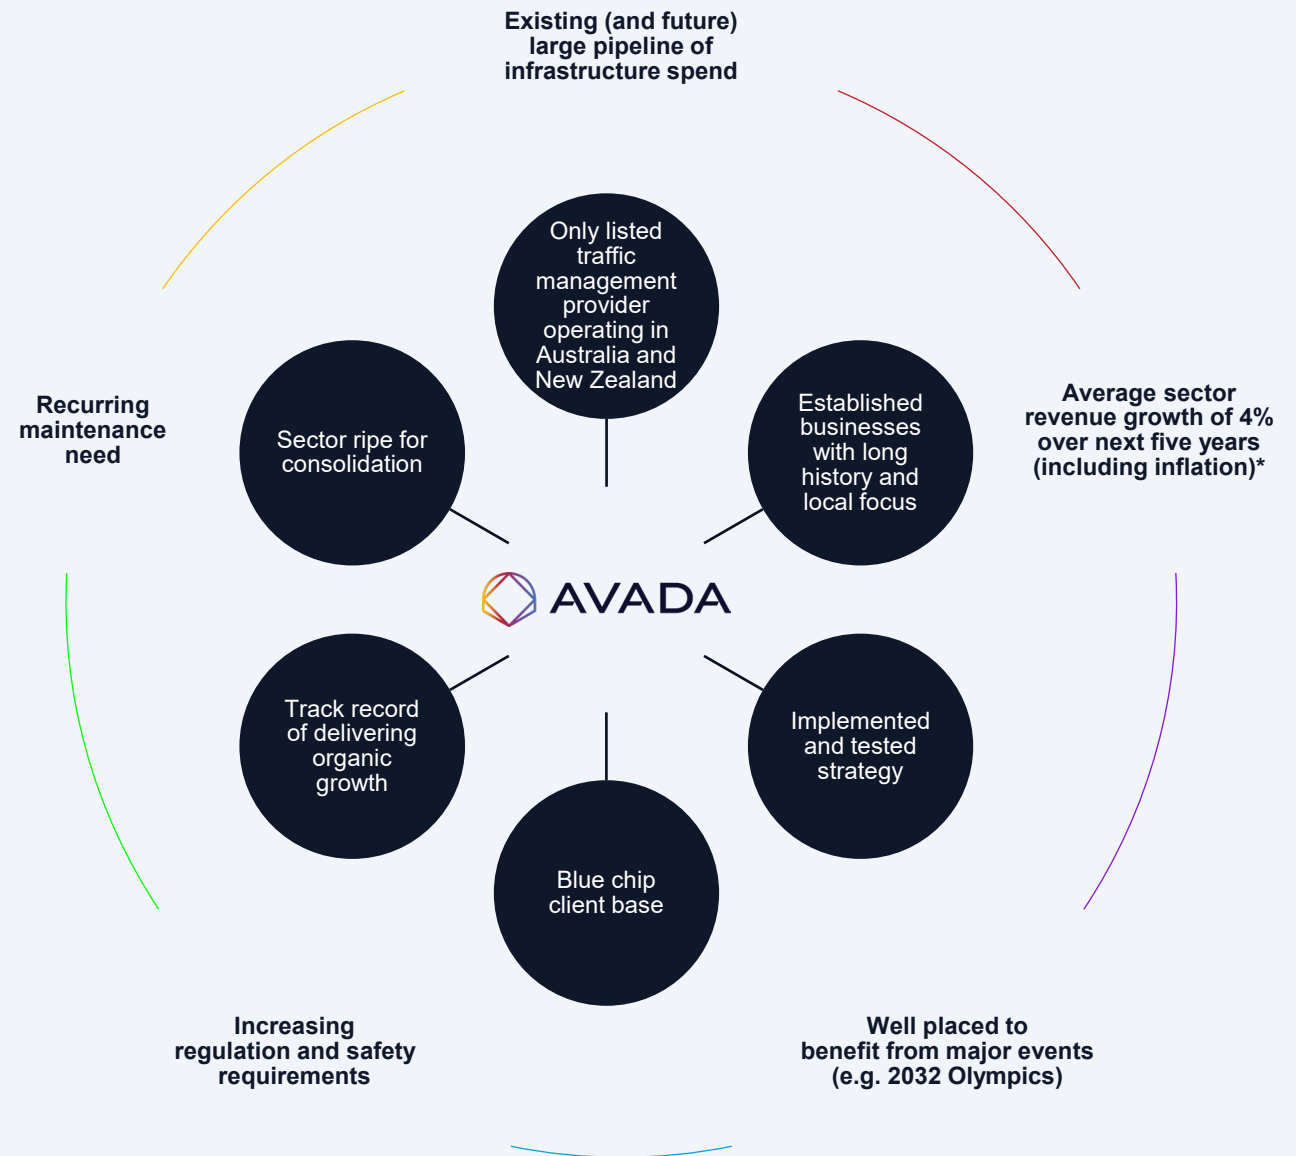 Existing (and future)
large pipeline of
infrastructure spend
Only listed
traffic
management
provider
operating in
Australia and
New Zealand
Recurring
maintenance
need
Sector ripe for
consolidation
Established
businesses
with long
history and
local focus
Average sector
revenue growth of 4%
over next five years
(including inflation)*
AVADA
Track record
of delivering
organic
growth
Implemented
and tested
strategy
Blue chip
client base
Increasing
regulation and safety
requirements
Well placed to
benefit from major events
(e.g. 2032 Olympics)